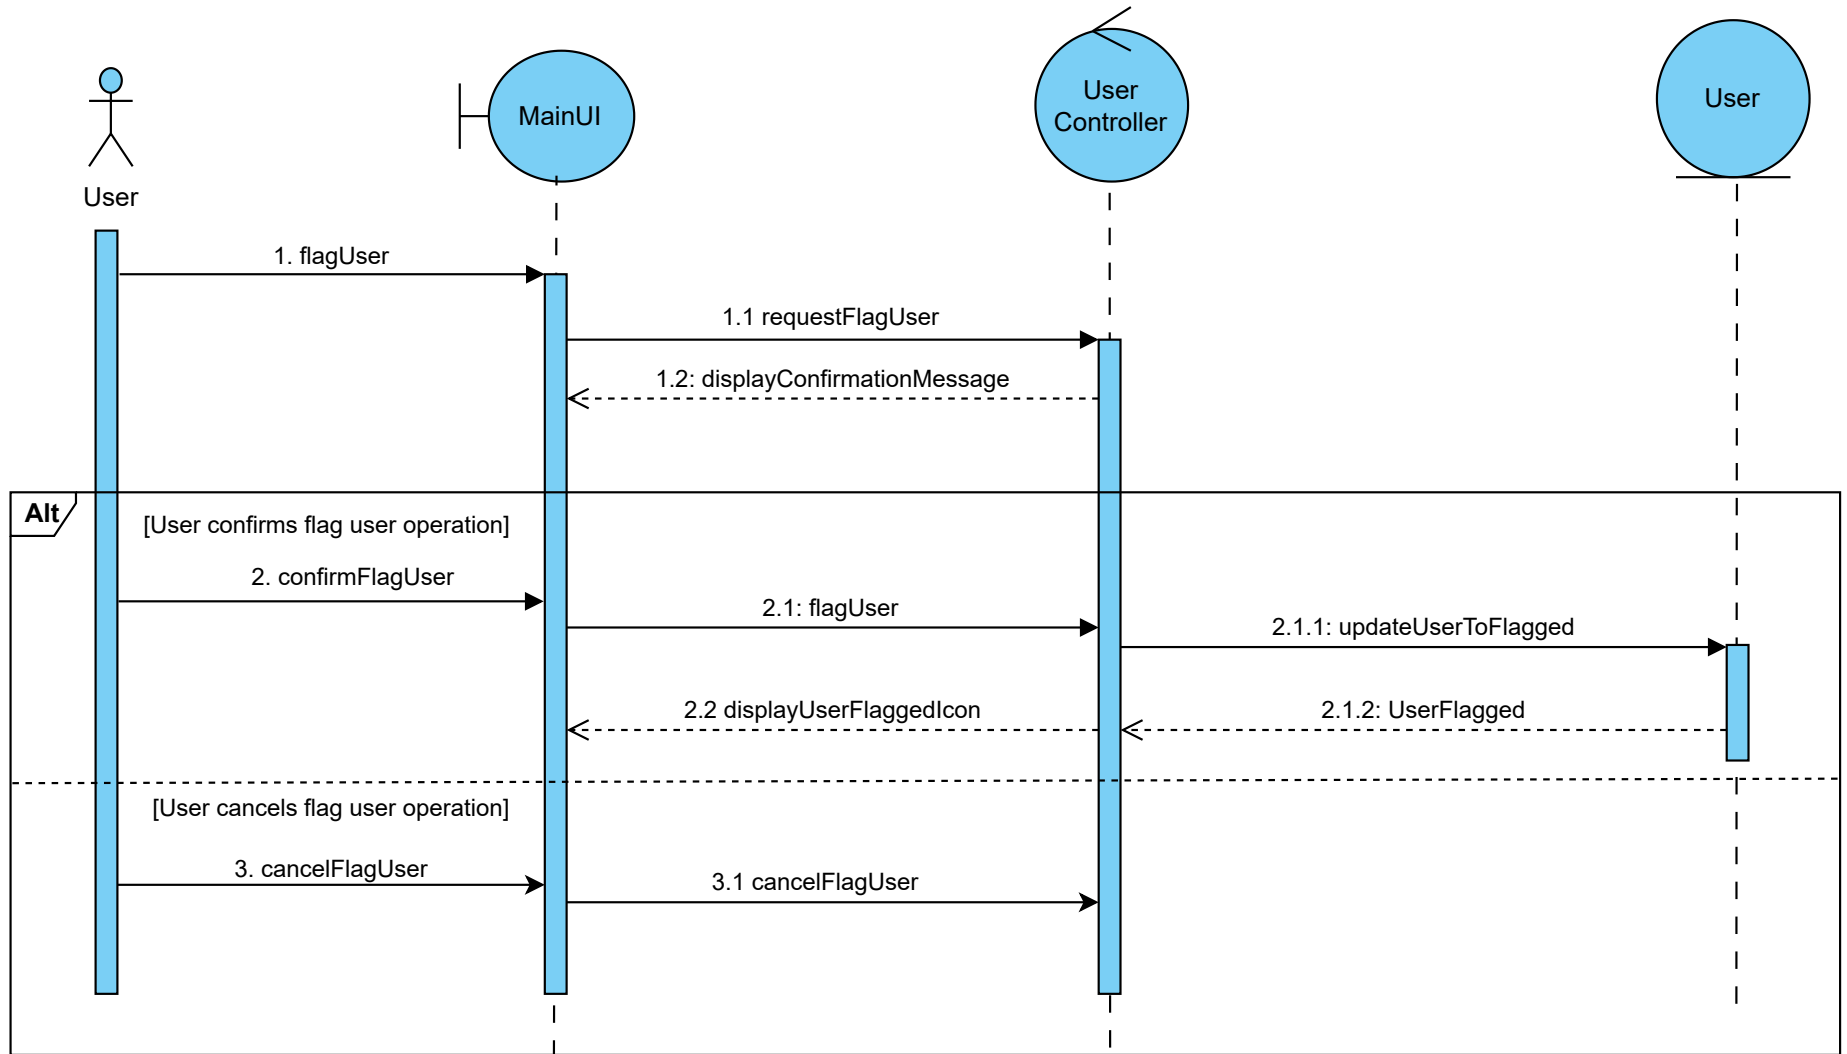 User
MainUI
User
Controller
User
1. flagUser
1.1 requestFlagUser
1.2: displayConfirmationMessage
Alt
[User confirms flag user operation]
2. confirmFlagUser
2.1: flagUser
2.1.1: updateUserToFlagged
2.2 displayUserFlaggedIcon
2.1.2: UserFlagged
[User cancels flag user operation]
3. cancelFlagUser
3.1 cancelFlagUser